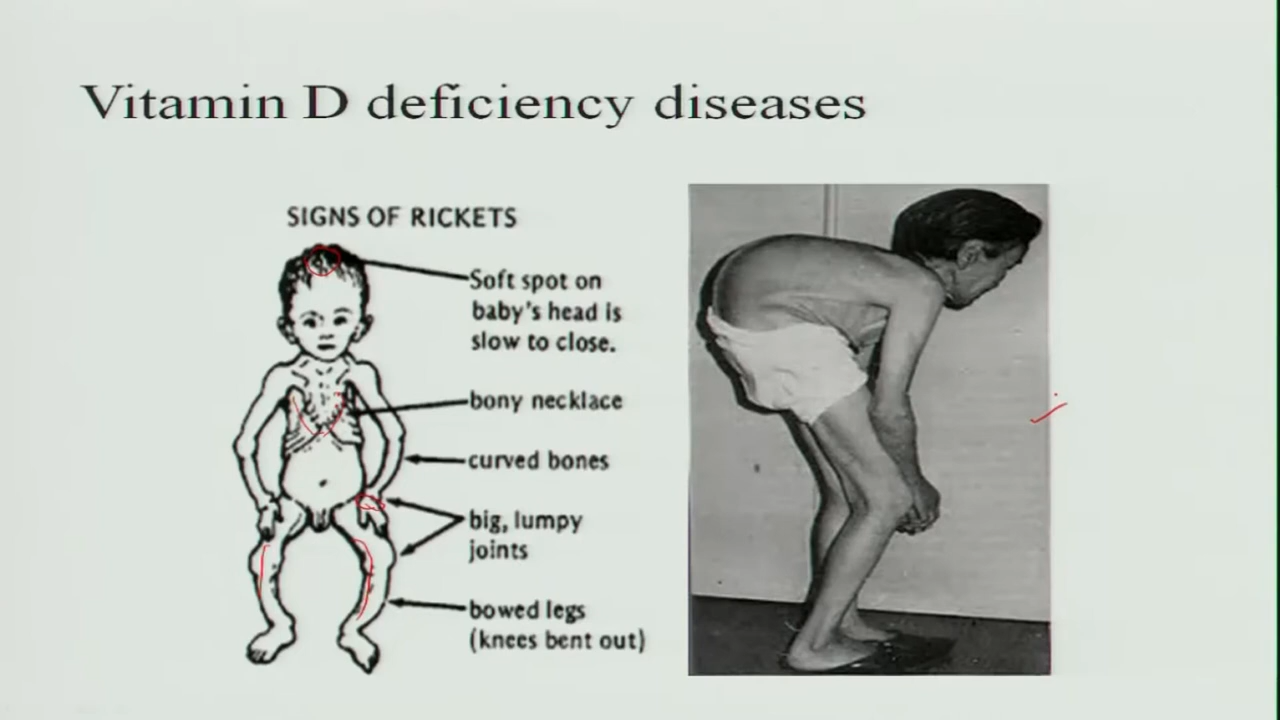 Vitamin D deficiency diseases
SIGNS OF RICKETS
Soft spot on
baby's head is
slow to close.
bony necklace
curved bones
big, lumpy
joints
bowed legs
(knees bent out)